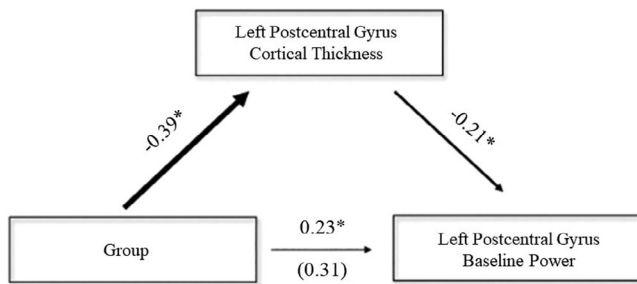 Left Postcentral Gyrus
Cortical Thickness
-0.39*
-0.21*
Group
0.23*
(0.31)
Left Postcentral Gyrus
Baseline Power